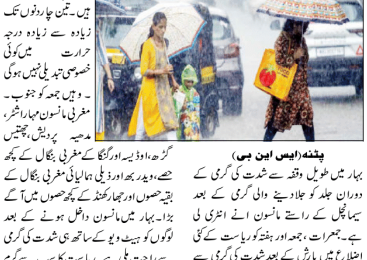 پٹنہ (ایس این بی)
بہار میں طویل وقفہ سے شدت کی گرمی کے
دوران جلد کو جلا دینے والی گرمی کے بعد
سیمانچل کے راستے مانسون نے انٹری لی
ہے۔ جمعرات، جمعہ اور ہفتہ کو ریاست کے کئی
اضلاع میں بارش کے بعد شدت کی گرمی سے
ہیں۔ تین چار دنوں تک
زیادہ سے زیادہ درجہ
حرارت میں کوئی
خصوصی تبدیلی نہیں ہوگی
۔ وہیں جمعہ کو جنوب۔
مغربی مانسون مہاراشٹر،
مدھیہ پردیش، چھتیس
گڑھ، اوڈیسہ اور گنگا کے مغربی بنگال کے کچھ
حصے، ویدربھ اور ذیلی ہمالیائی مغربی بنگال کے
بقیہ حصوں اور جھارکھنڈ کے کچھ حصوں میں آگے
بڑا۔ بہار میں مانسون داخل ہونے کے بعد
لوگوں کو ہیٹ ویو کے ساتھ ہی شدت کی گرمی